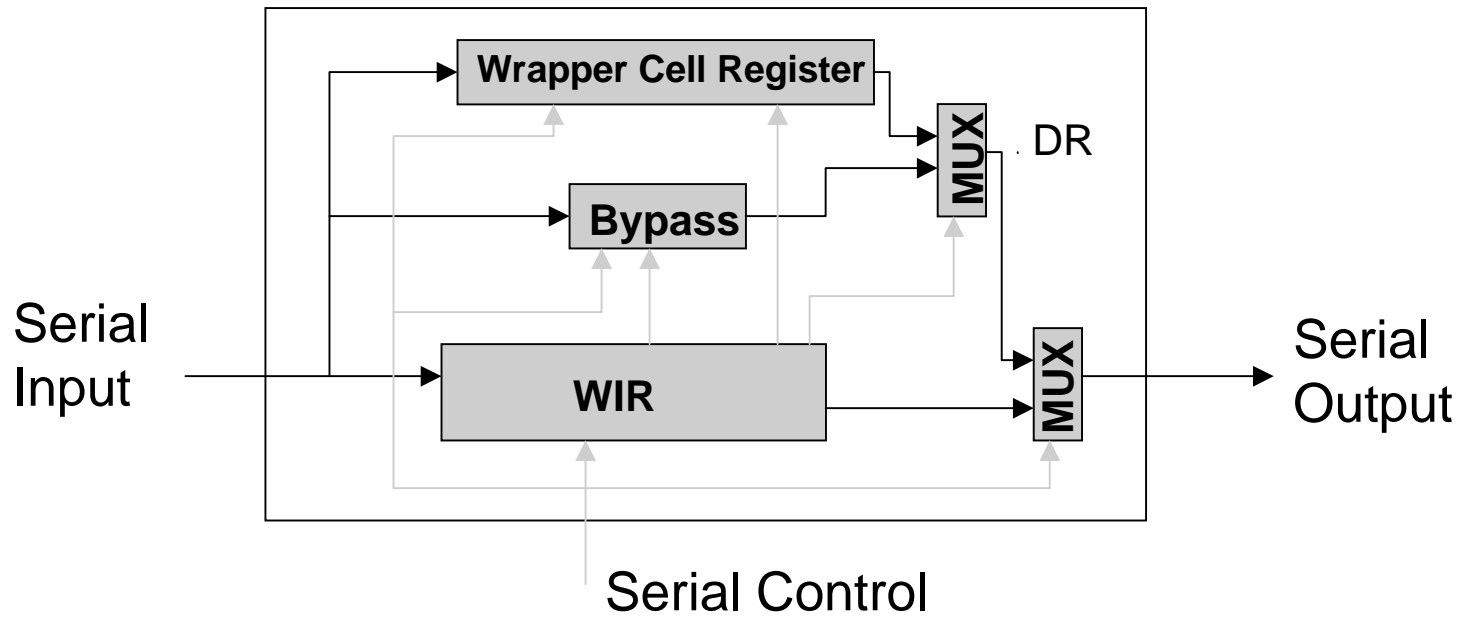 Wrapper Cell Register
MUX
. DR
Bypass
Serial
Input
WIR
MUX
Serial
Output
Serial Control